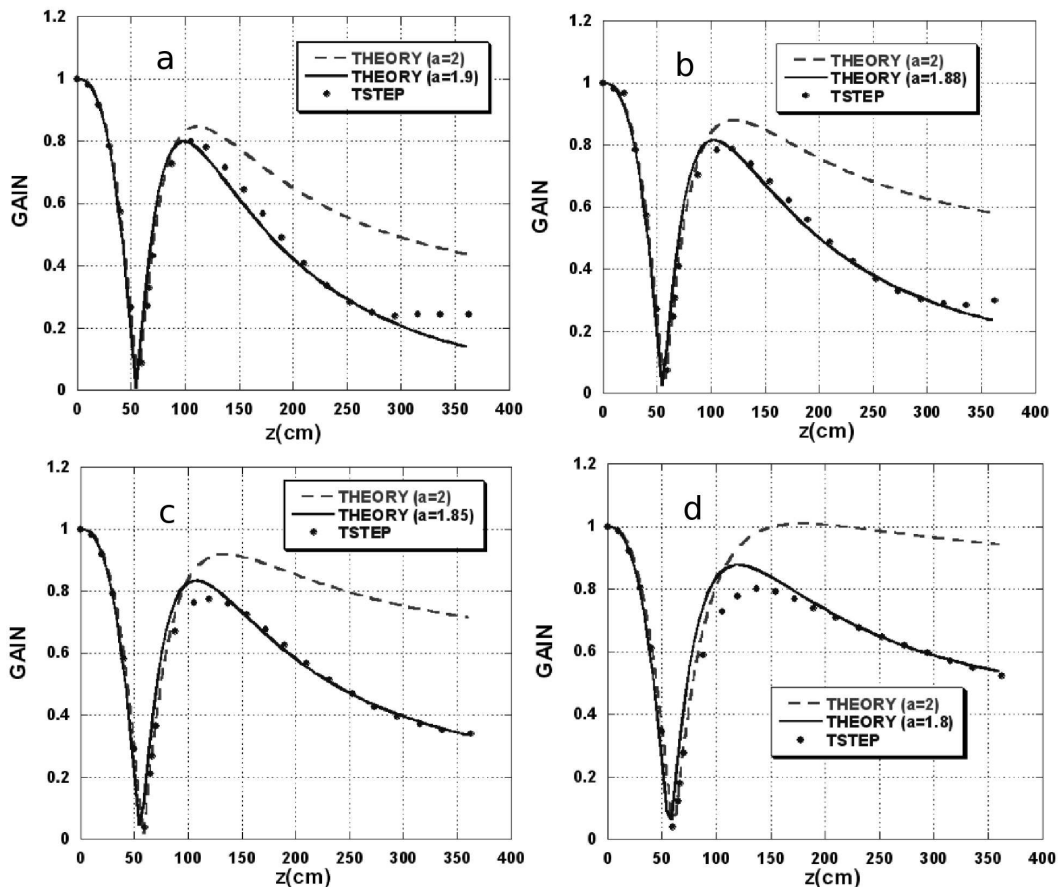 a
THEORY (a=2)
THEORY (a=1.9)
TSTEP
1.2
1
0.8
0.6
0.4
0.2
0
GAIN
0 50 100 150 200 250 300 350 400
z(cm)
b
THEORY (a=2)
THEORY (a=1.88)
TSTEP
1.2
1
0.8
0.6
0.4
0.2
0
GAIN
0 50 100 150 200 250 300 350 400
z(cm)
c
THEORY (a=2)
THEORY (a=1.85)
TSTEP
1.2
1
0.8
0.6
0.4
0.2
0
GAIN
0 50 100 150 200 250 300 350 400
z(cm)
d
THEORY (a=2)
THEORY (a=1.8)
TSTEP
1.2
1
0.8
0.6
0.4
0.2
0
GAIN
0 50 100 150 200 250 300 350 400
z(cm)